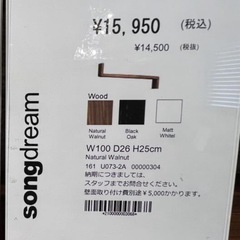 ¥15,950 (税込)
¥14,500 (税抜)
Wood
Natural Walnut
Black Oak
Matt White
W100 D26 H25cm
Natural Walnut
161 U073-2A 00000304
納期につきましては、
スタッフまでお問合せください。
壁面取り付け費別途￥5,000かかります。
songdream